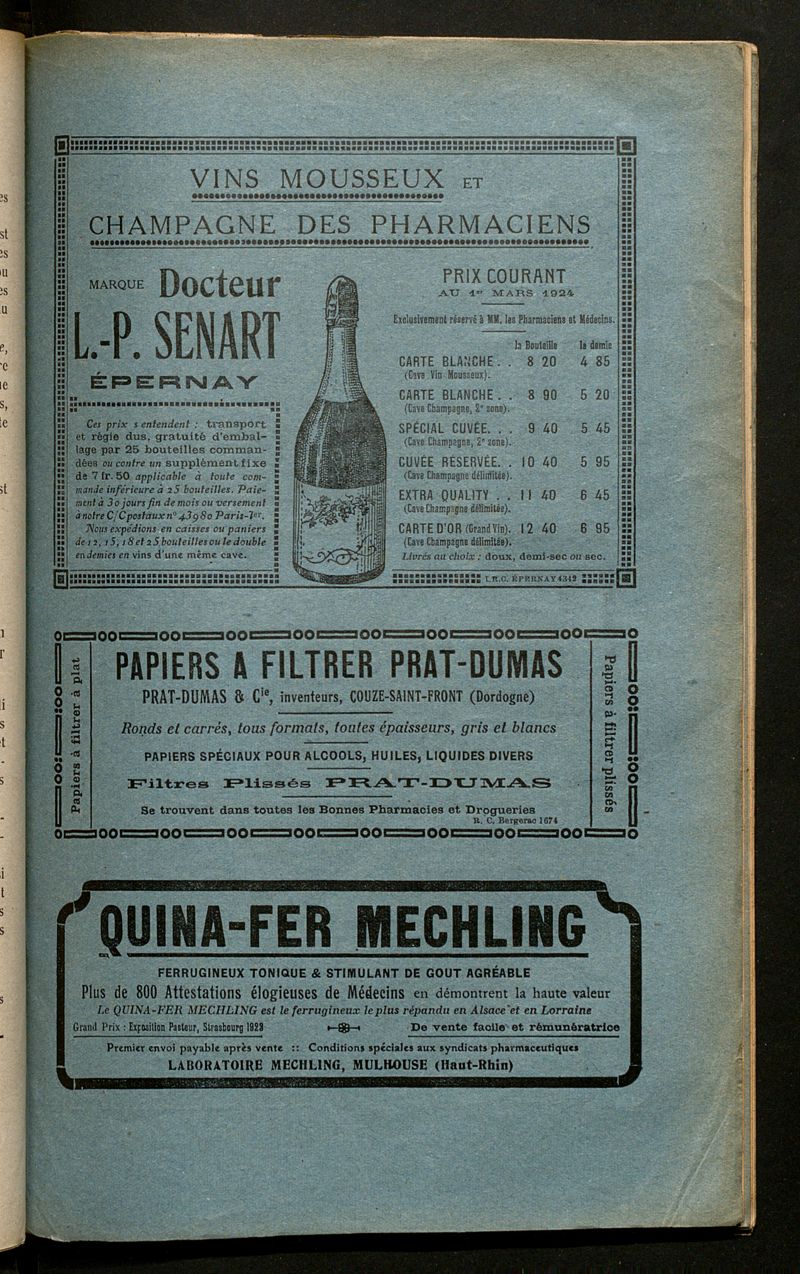 VINS MOUSSEUX ET
CHAMPAGNE DES PHARMACIENS
MARQUE Docteur
L.-P. SENART
ÉPERNAY
Ces prix s'entendent : transport
et régie dus, gratuité d'embal-
lage par 25 bouteilles comman-
dées ou contre un supplément fixe
de 7 fr. 50 applicable à toute com-
mande inférieure à 25 bouteilles. Paie-
ment à 30 jours fin de mois ou versement
à notre C/C postaux n° 43980 Paris-1er.
Nous expédions en caisses ou paniers
de 12, 15, 18 et 25 bouteilles ou le double
en demies en vins d'une même cave.
PRIX COURANT
AU 1er MARS 1924
Exclusivement réservé à MM. les Pharmaciens et Médecins.
la Bouteille la demie
CARTE BLANCHE. . 8 20 4 85
(Cave Vin Mousseux).
CARTE BLANCHE . . 8 90 5 20
(Cave Champagne, 2e zone).
SPÉCIAL CUVÉE. . . 9 40 5 45
(Cave Champagne, 2e zone).
CUVÉE RÉSERVÉE. . 10 40 5 95
(Cave Champagne délimitée).
EXTRA QUALITY . . 11 40 6 45
(Cave Champagne délimitée).
CARTE D'OR (Grand Vin). 12 40 6 95
(Cave Champagne délimitée).
Livrés au choix : doux, demi-sec ou sec.
I.R.C. ÉPERNAY 4342
PAPIERS A FILTRER PRAT-DUMAS
PRAT-DUMAS & Cie, inventeurs, COUZE-SAINT-FRONT (Dordogne)
Ronds et carrés, tous formats, toutes épaisseurs, gris et blancs
PAPIERS SPÉCIAUX POUR ALCOOLS, HUILES, LIQUIDES DIVERS
Filtres Plissés PRAT-DUMAS
Se trouvent dans toutes les Bonnes Pharmacies et Drogueries
R. C. Bergerac 1674
Papiers à filtrer à plat
Papiers à filtrer plissés
QUINA-FER MECHLING
FERRUGINEUX TONIQUE & STIMULANT DE GOUT AGRÉABLE
Plus de 800 Attestations élogieuses de Médecins en démontrent la haute valeur
Le QUINA-FER MECHLING est le ferrugineux le plus répandu en Alsace et en Lorraine
Grand Prix : Exposition Pasteur, Strasbourg 1923 De vente facile et rémunératrice
Premier envoi payable après vente :: Conditions spéciales aux syndicats pharmaceutiques
LABORATOIRE MECHLING, MULHOUSE (Haut-Rhin)